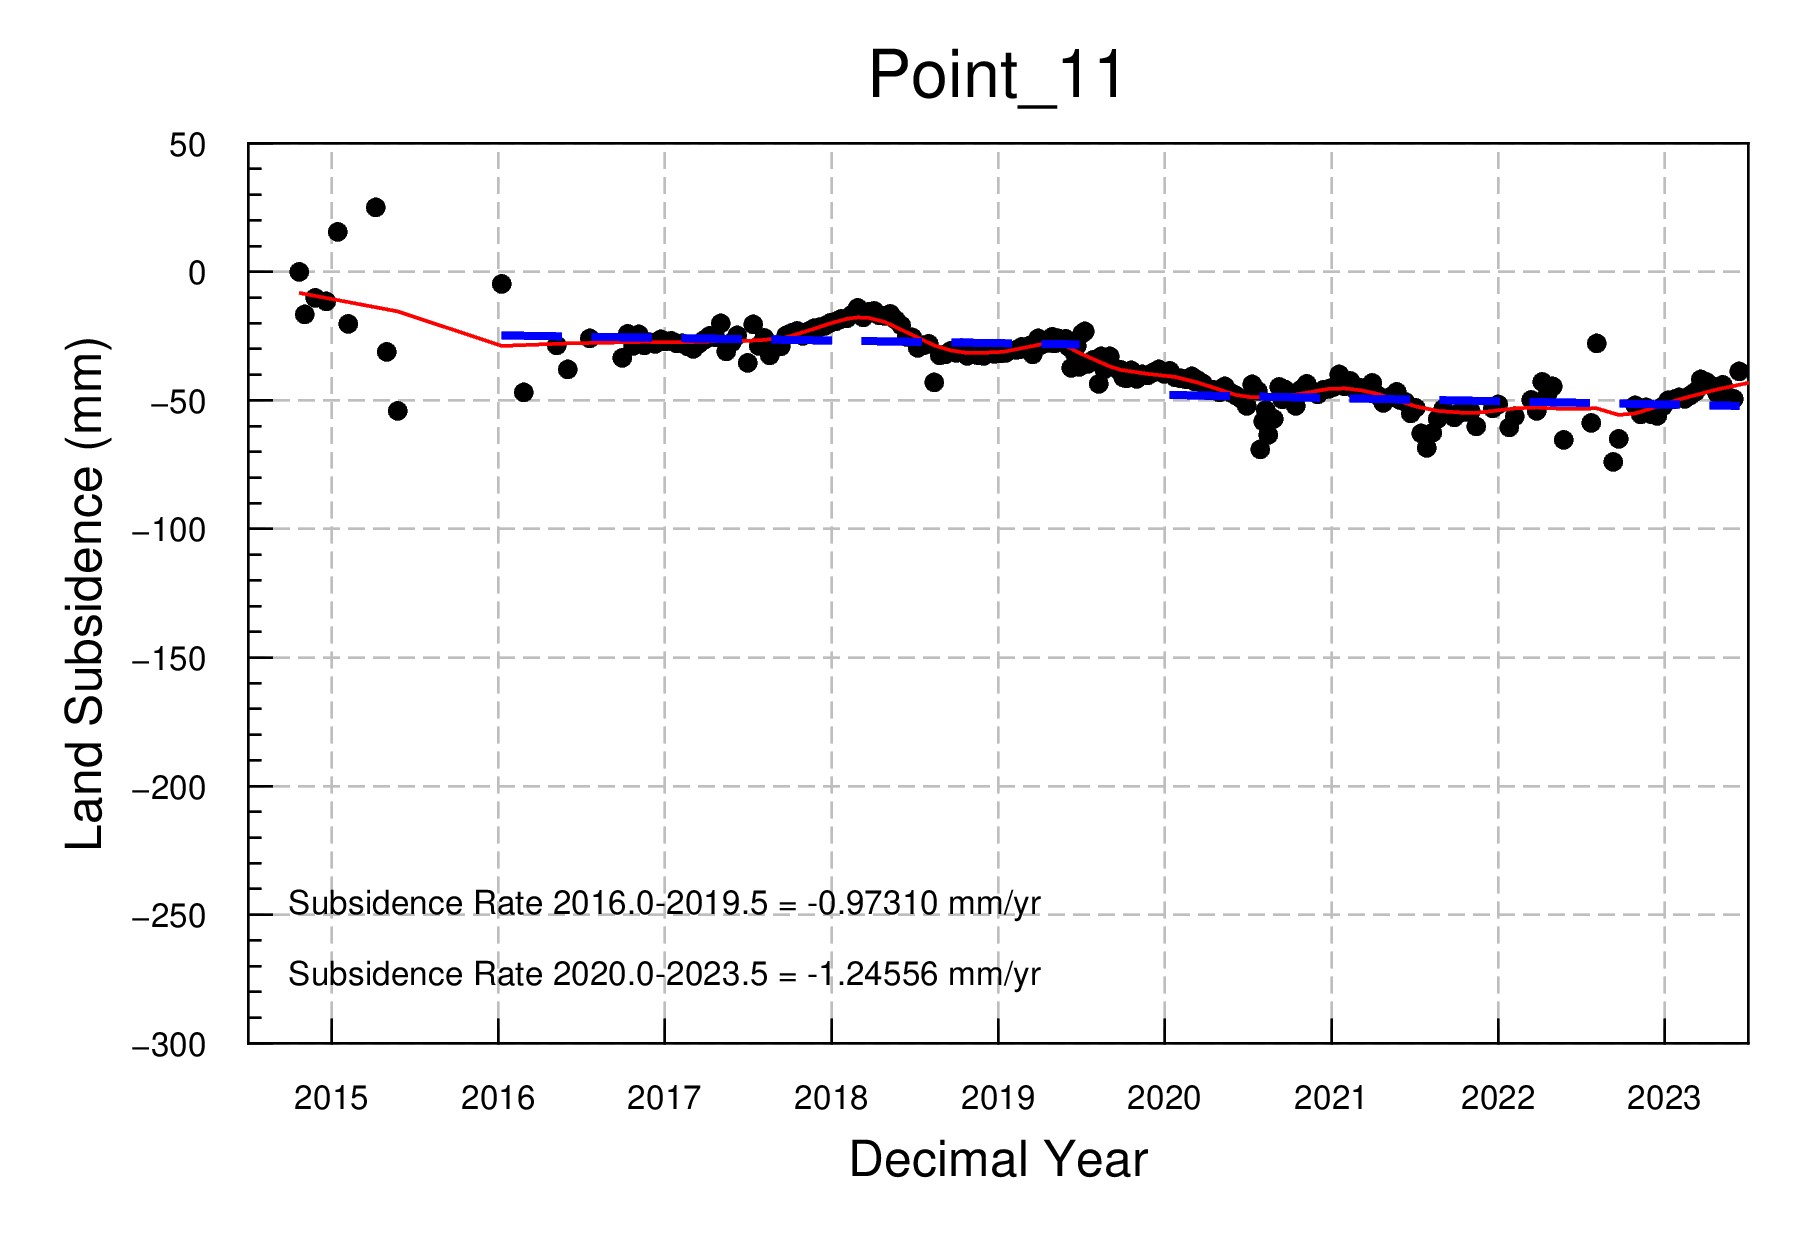 Point_11
50
0
−50
−100
−150
−200
−250
−300
Land Subsidence (mm)
Subsidence Rate 2016.0-2019.5 = -0.97310 mm/yr
Subsidence Rate 2020.0-2023.5 = -1.24556 mm/yr
2015 2016 2017 2018 2019 2020 2021 2022 2023
Decimal Year